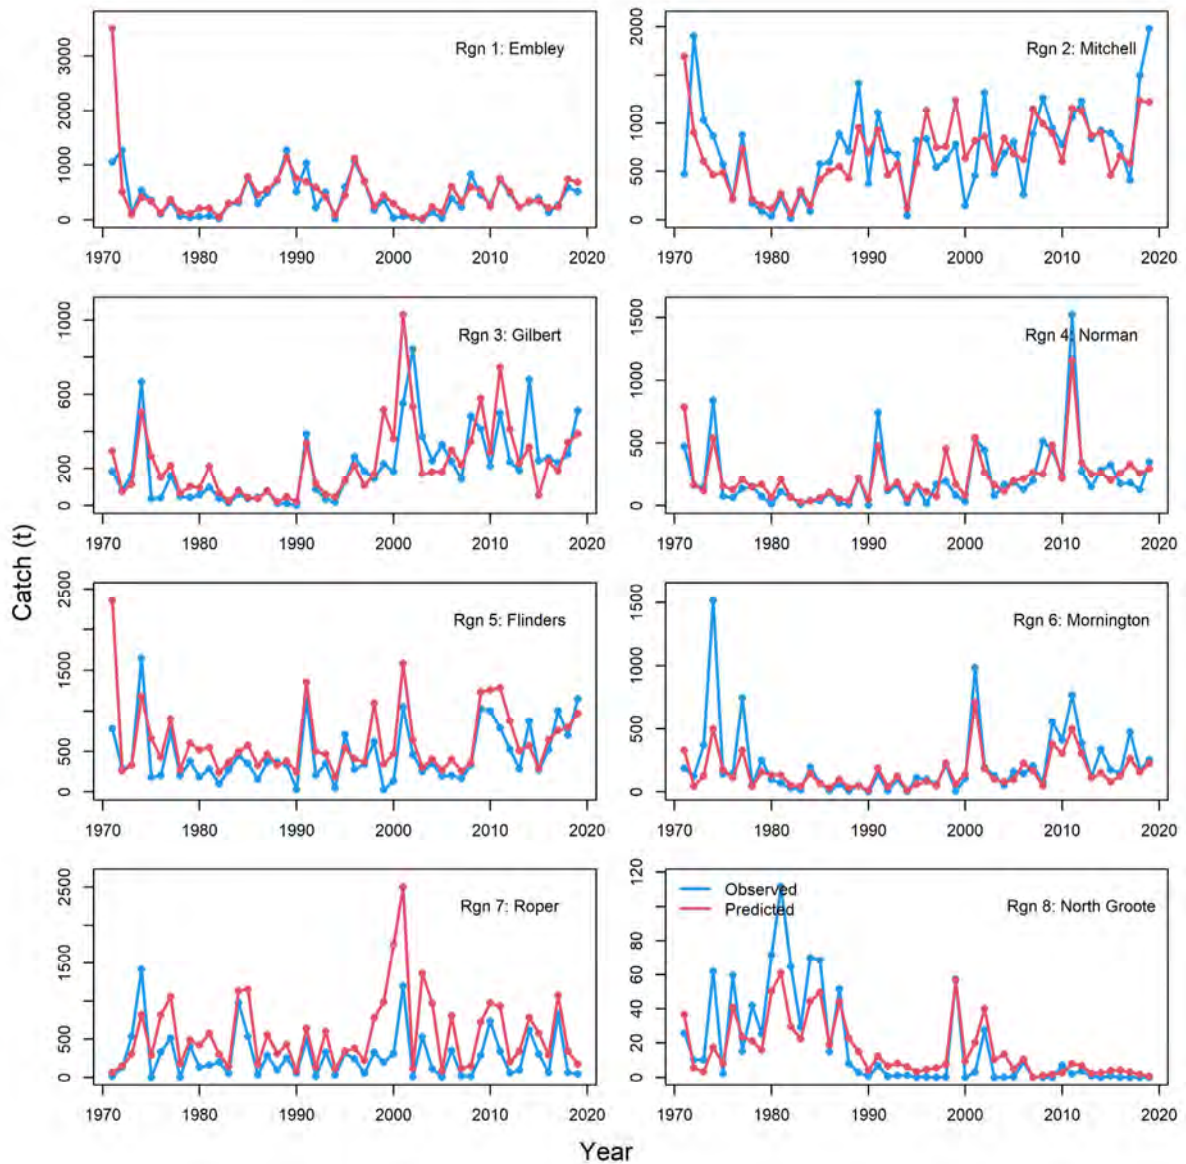 Rgn 1: Embley
3000
2000
1000
0
1970 1980 1990 2000 2010 2020
Rgn 2: Mitchell
2000
1000
500
0
1970 1980 1990 2000 2010 2020
Rgn 3: Gilbert
1000
600
200
0
1970 1980 1990 2000 2010 2020
Rgn 4: Norman
1500
1000
500
0
1970 1980 1990 2000 2010 2020
Rgn 5: Flinders
2500
1500
500
0
1970 1980 1990 2000 2010 2020
Rgn 6: Mornington
1500
1000
500
0
1970 1980 1990 2000 2010 2020
Rgn 7: Roper
2500
1500
500
0
1970 1980 1990 2000 2010 2020
Observed
Predicted
Rgn 8: North Groote
120
80
60
40
20
0
1970 1980 1990 2000 2010 2020
Catch (t)
Year